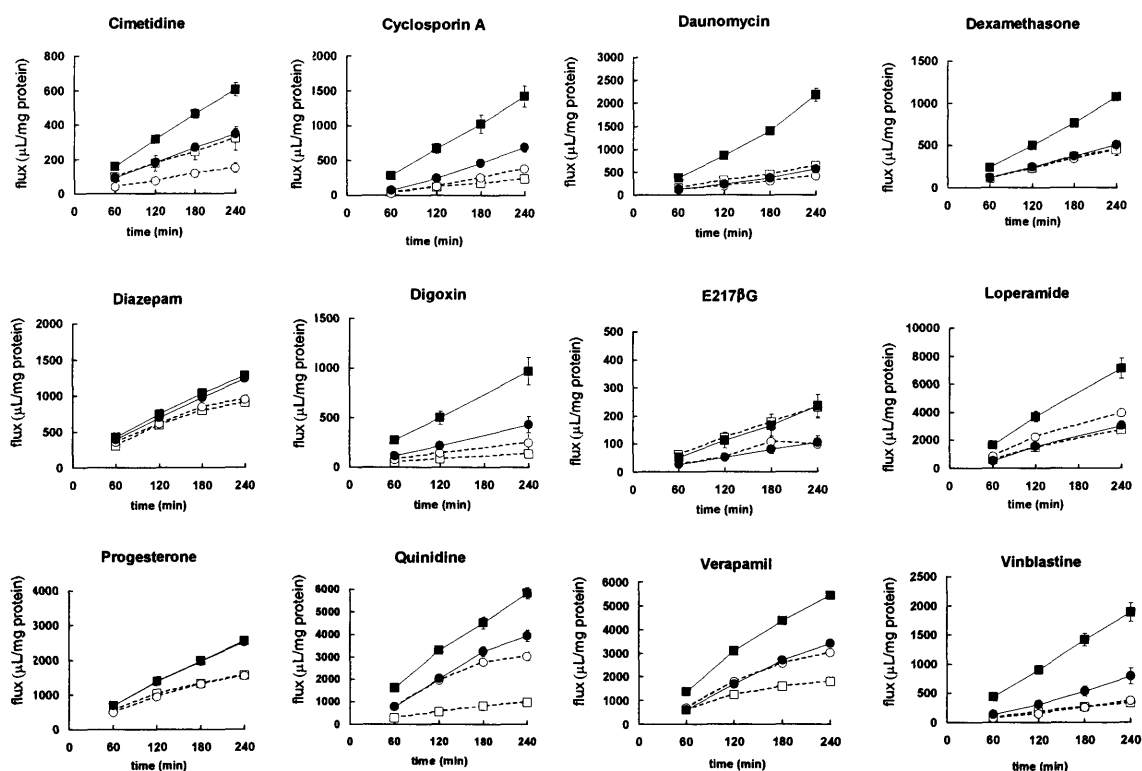 Cimetidine
flux (μL/mg protein)
800
600
400
200
0
0 60 120 180 240
time (min)
Cyclosporin A
flux (μL/mg protein)
2000
1500
1000
500
0
0 60 120 180 240
time (min)
Daunomycin
flux (μL/mg protein)
3000
2500
2000
1500
1000
500
0
0 60 120 180 240
time (min)
Dexamethasone
flux (μL/mg protein)
1500
1000
500
0
0 60 120 180 240
time (min)
Diazepam
flux (μL/mg protein)
2000
1500
1000
500
0
0 60 120 180 240
time (min)
Digoxin
flux (μL/mg protein)
1500
1000
500
0
0 60 120 180 240
time (min)
E217βG
flux (μL/mg protein)
500
400
300
200
100
0
0 60 120 180 240
time (min)
Loperamide
flux (μL/mg protein)
10000
8000
6000
4000
2000
0
0 60 120 180 240
time (min)
Progesterone
flux (μL/mg protein)
4000
3000
2000
1000
0
0 60 120 180 240
time (min)
Quinidine
flux (μL/mg protein)
6000
5000
4000
3000
2000
1000
0
0 60 120 180 240
time (min)
Verapamil
flux (μL/mg protein)
6000
5000
4000
3000
2000
1000
0
0 60 120 180 240
time (min)
Vinblastine
flux (μL/mg protein)
2000
1500
1000
500
0
0 60 120 180 240
time (min)